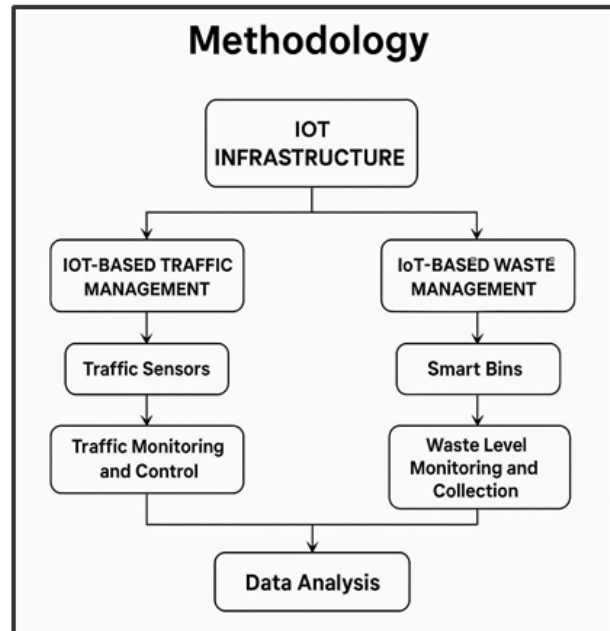 Methodology
IOT
INFRASTRUCTURE
IOT-BASED TRAFFIC
MANAGEMENT
IoT-BASED WASTE
MANAGEMENT
Traffic Sensors
Smart Bins
Traffic Monitoring
and Control
Waste Level
Monitoring and
Collection
Data Analysis